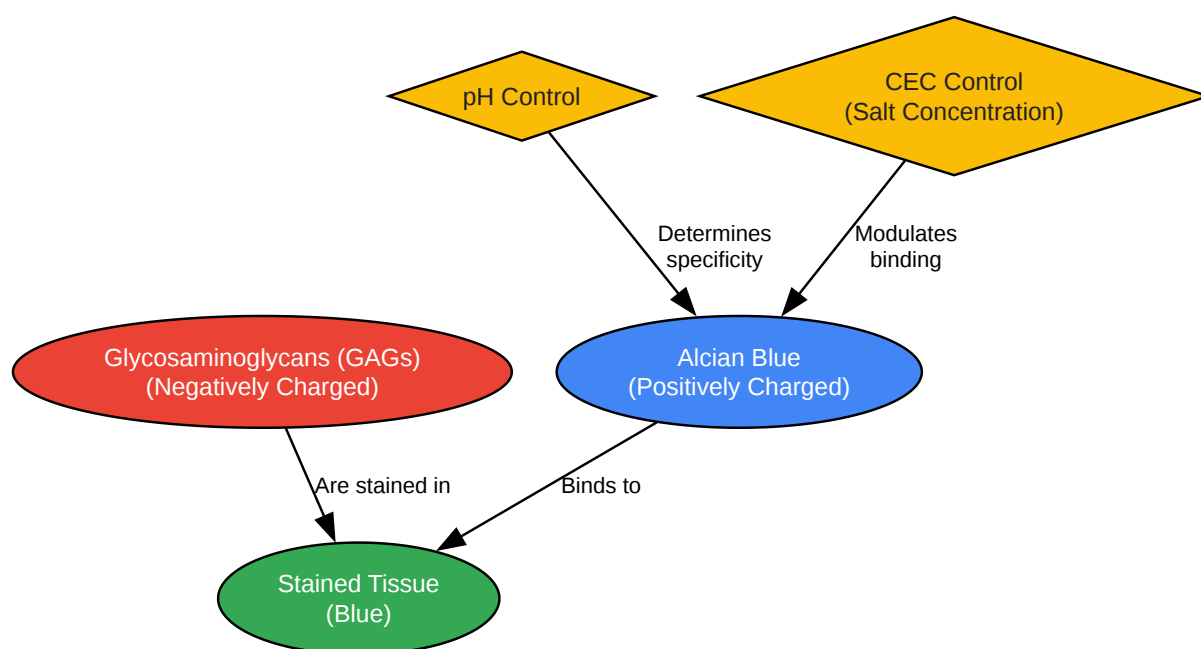 pH Control
CEC Control
(Salt Concentration)
Determines
specificity
Modulates
binding
Glycosaminoglycans (GAGs)
(Negatively Charged)
Alcian Blue
(Positively Charged)
Are stained in
Binds to
Stained Tissue
(Blue)